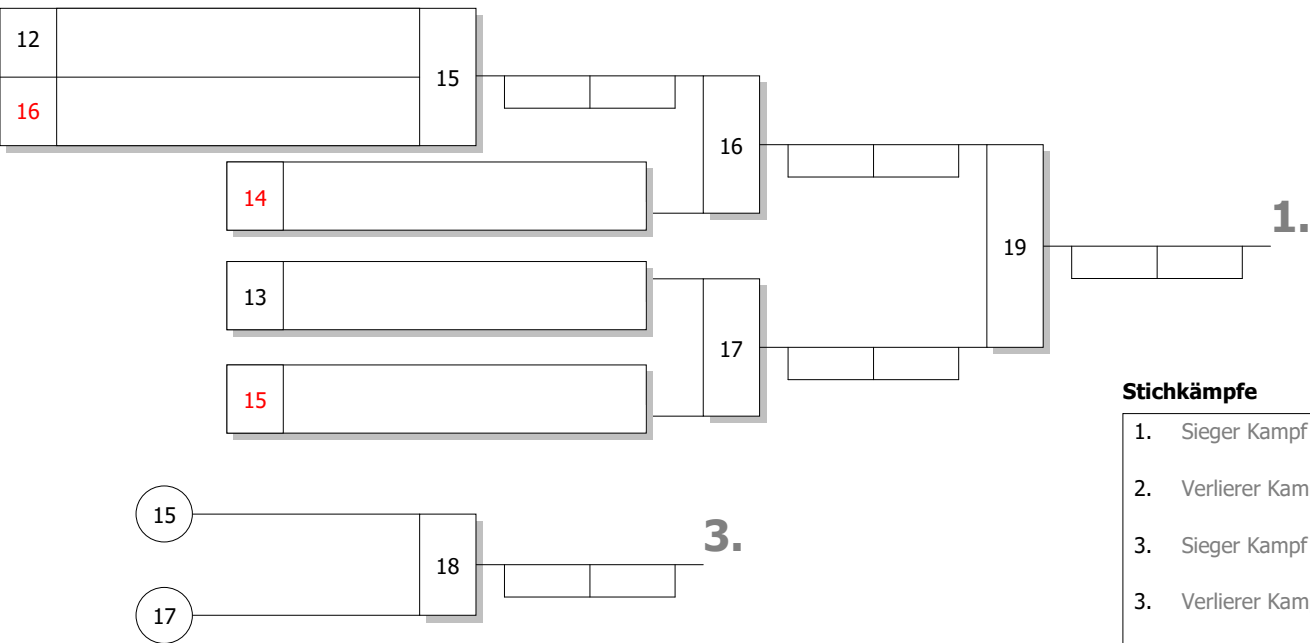 12
15
16
16
14
1.
19
13
17
15
Stichkämpfe
1. Sieger Kampf
2. Verlierer Kam
15
3.
3. Sieger Kampf
18
3. Verlierer Kam
17